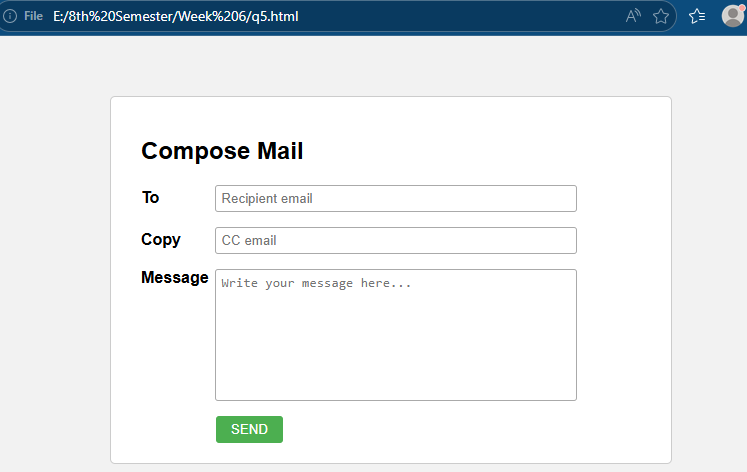 File E:/8th%20Semester/Week%206/q5.html
Compose Mail
To Recipient email
Copy CC email
Message Write your message here...
SEND